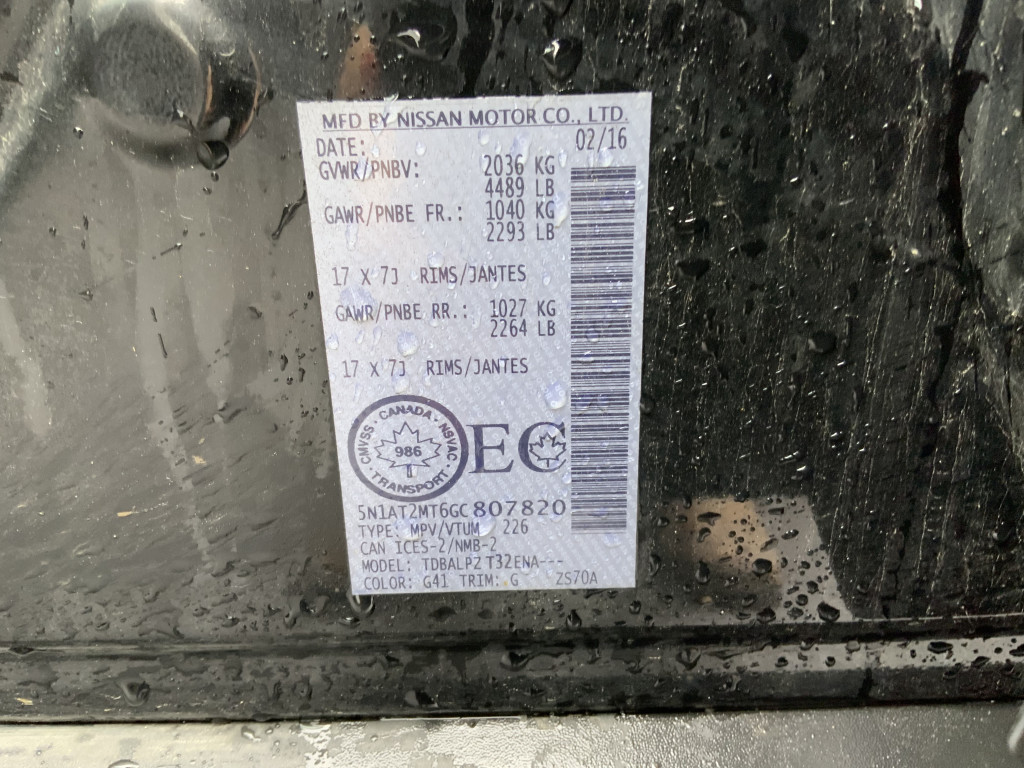 MFD BY NISSAN MOTOR CO., LTD.
DATE: 02/16
GVWR/PNBV: 2036 KG
4489 LB
GAWR/PNBE FR.: 1040 KG
2293 LB
17 X 7J RIMS/JANTES
GAWR/PNBE RR.: 1027 KG
2264 LB
17 X 7J RIMS/JANTES
CMVSS · CANADA · NSVAC
986
· TRANSPORT ·
EC
5N1AT2MT6GC807820
TYPE: MPV/VTUM 226
CAN ICES-2/NMB-2
MODEL: TDBALPZ T32ENA---
COLOR: G41 TRIM: G ZS70A